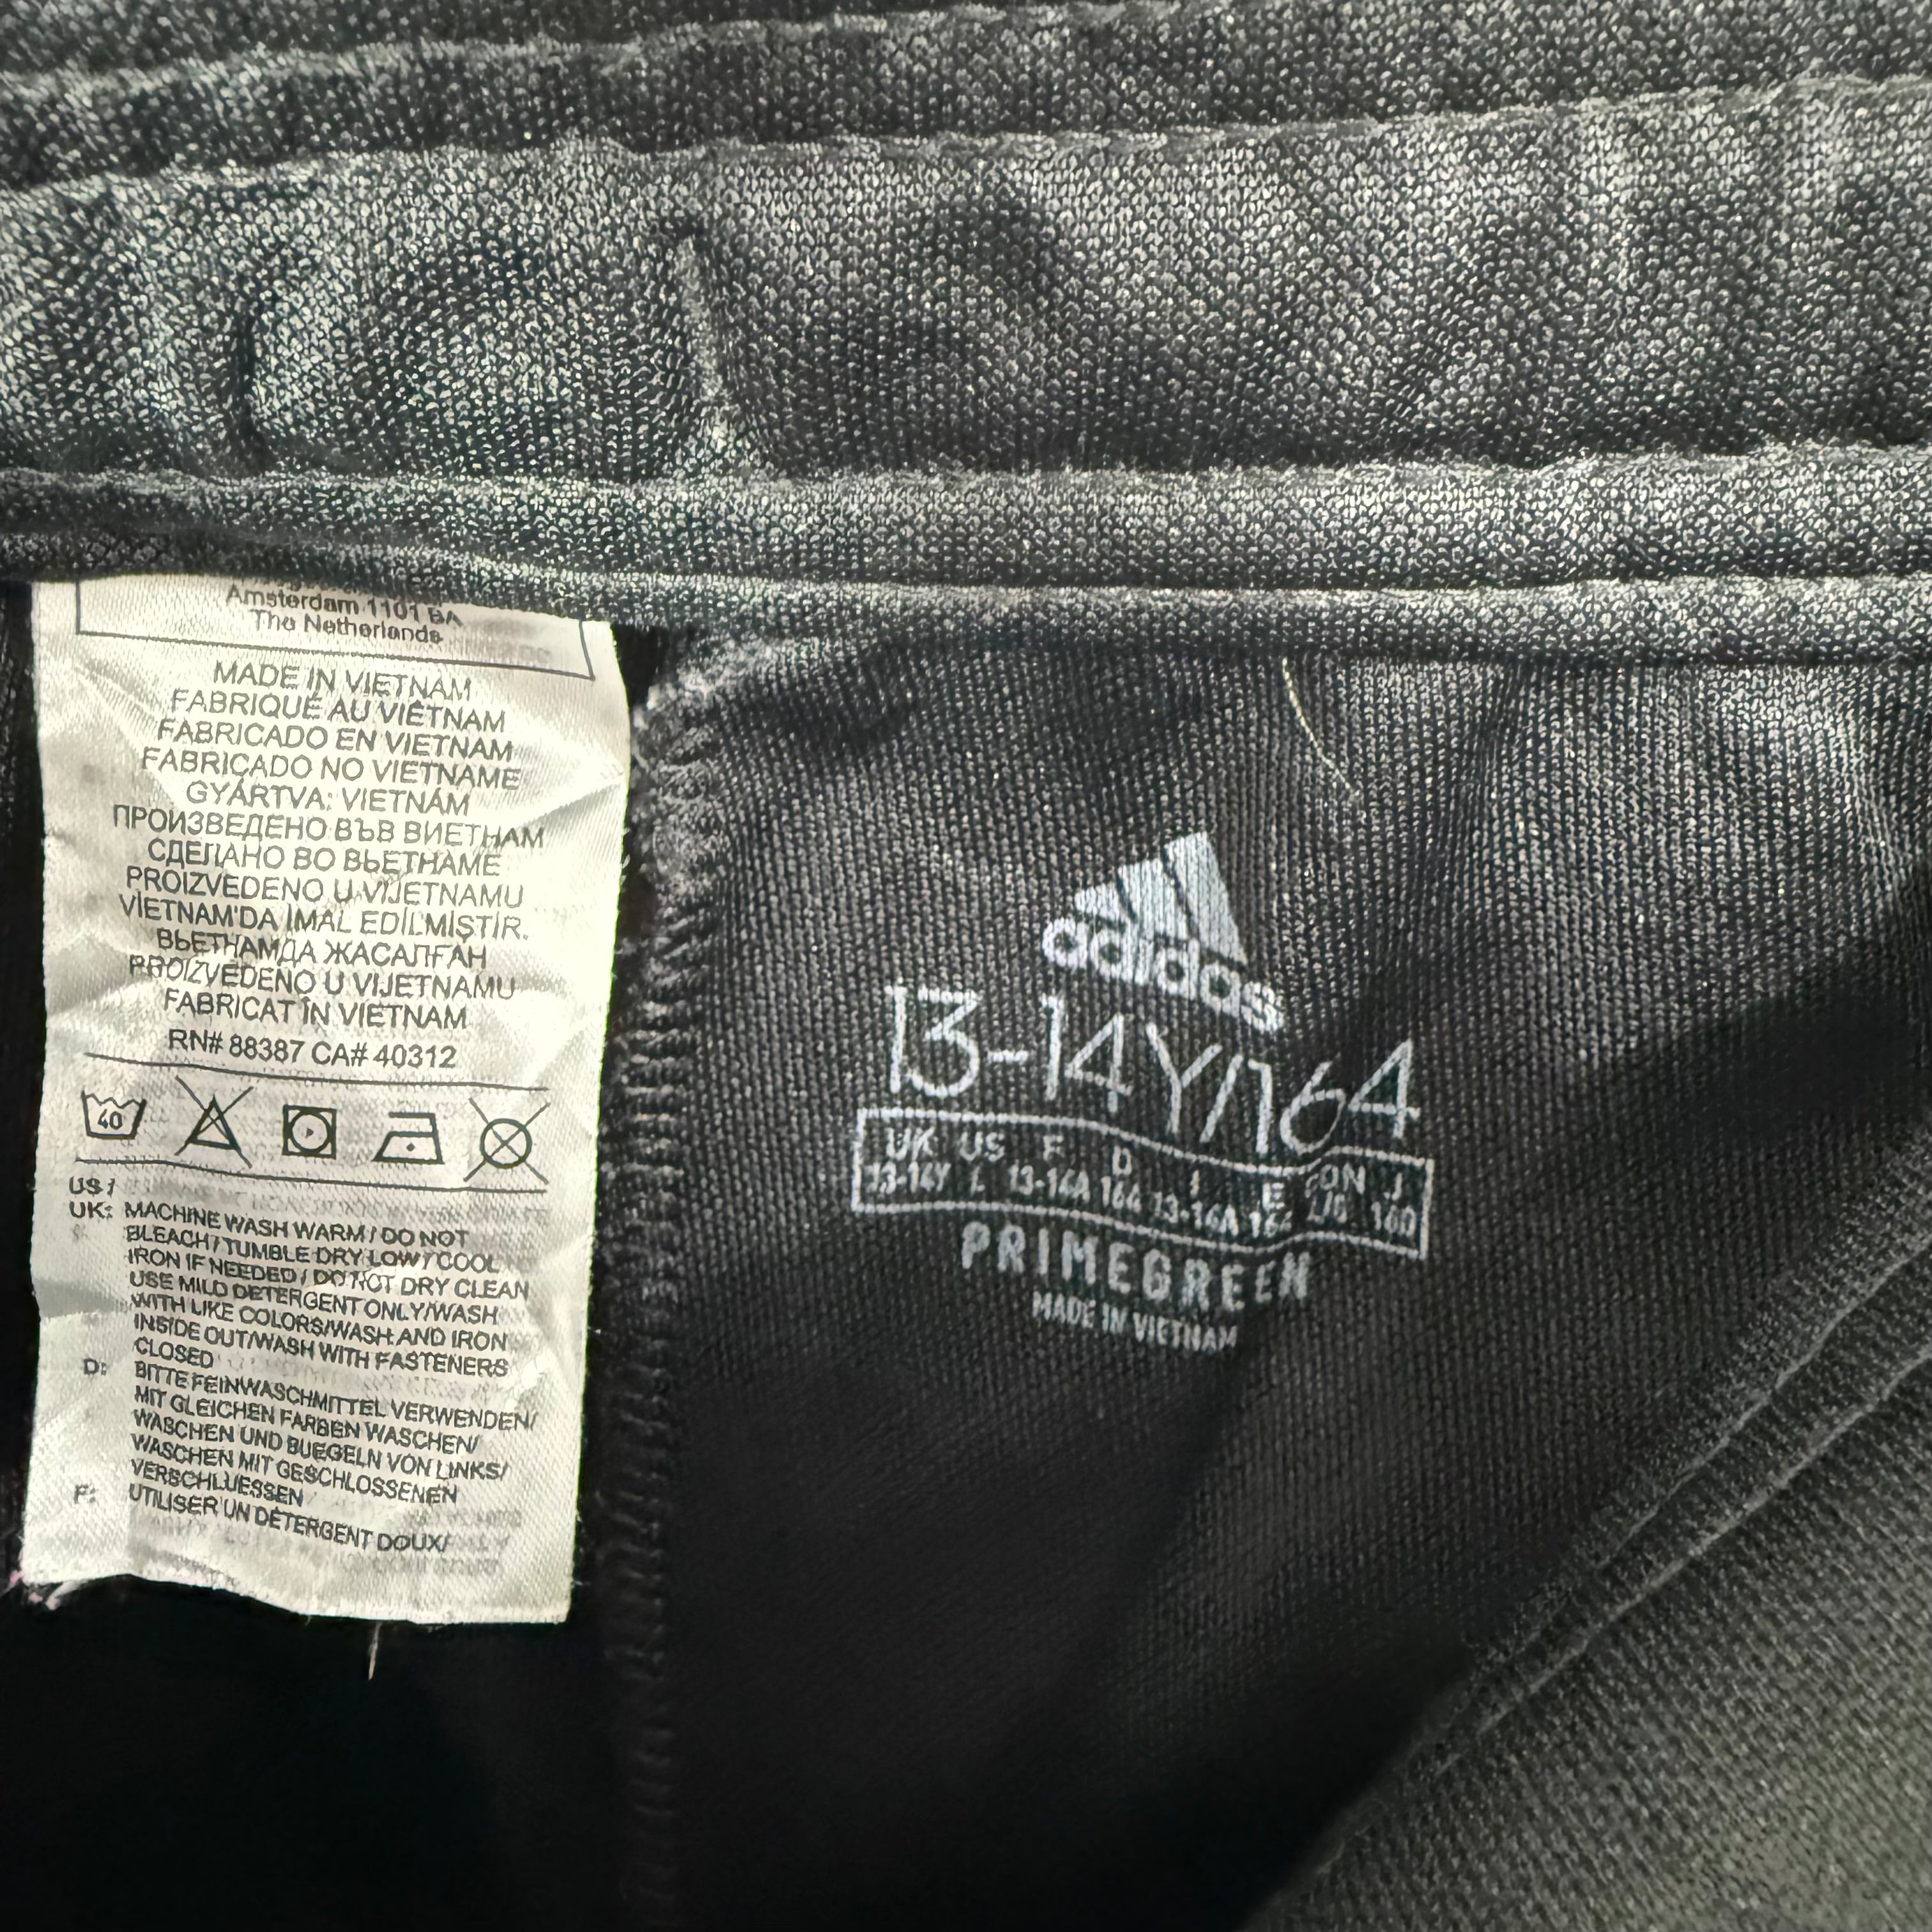 Amsterdam 1101 BA
The Netherlands
MADE IN VIETNAM
FABRIQUÉ AU VIÊTNAM
FABRICADO EN VIETNAM
FABRICADO NO VIETNAME
GYÁRTVA: VIETNÁM
ПРОИЗВЕДЕНО ВЪВ ВИЕТНАМ
СДЕЛАНО ВО ВЬЕТНАМЕ
PROIZVEDENO U VIJETNAMU
VİETNAM'DA İMAL EDİLMİŞTİR.
ВЬЕТНАМДА ЖАСАЛҒАН
PROIZVEDENO U VIJETNAMU
FABRICAT ÎN VIETNAM
RN# 88387 CA# 40312
40
US /
UK: MACHINE WASH WARM / DO NOT
BLEACH / TUMBLE DRY LOW / COOL
IRON IF NEEDED / DO NOT DRY CLEAN
USE MILD DETERGENT ONLY/WASH
WITH LIKE COLORS/WASH AND IRON
INSIDE OUT/WASH WITH FASTENERS
CLOSED
D: BITTE FEINWASCHMITTEL VERWENDEN/
MIT GLEICHEN FARBEN WASCHEN/
WASCHEN UND BUEGELN VON LINKS/
WASCHEN MIT GESCHLOSSENEN
VERSCHLUESSEN
F: UTILISER UN DÉTERGENT DOUX/
adidas
13-14Y/164
UK US F D I E CDN J
13-14Y L 13-14A 164 13-14A 164 L/G 160
PRIMEGREEN
MADE IN VIETNAM